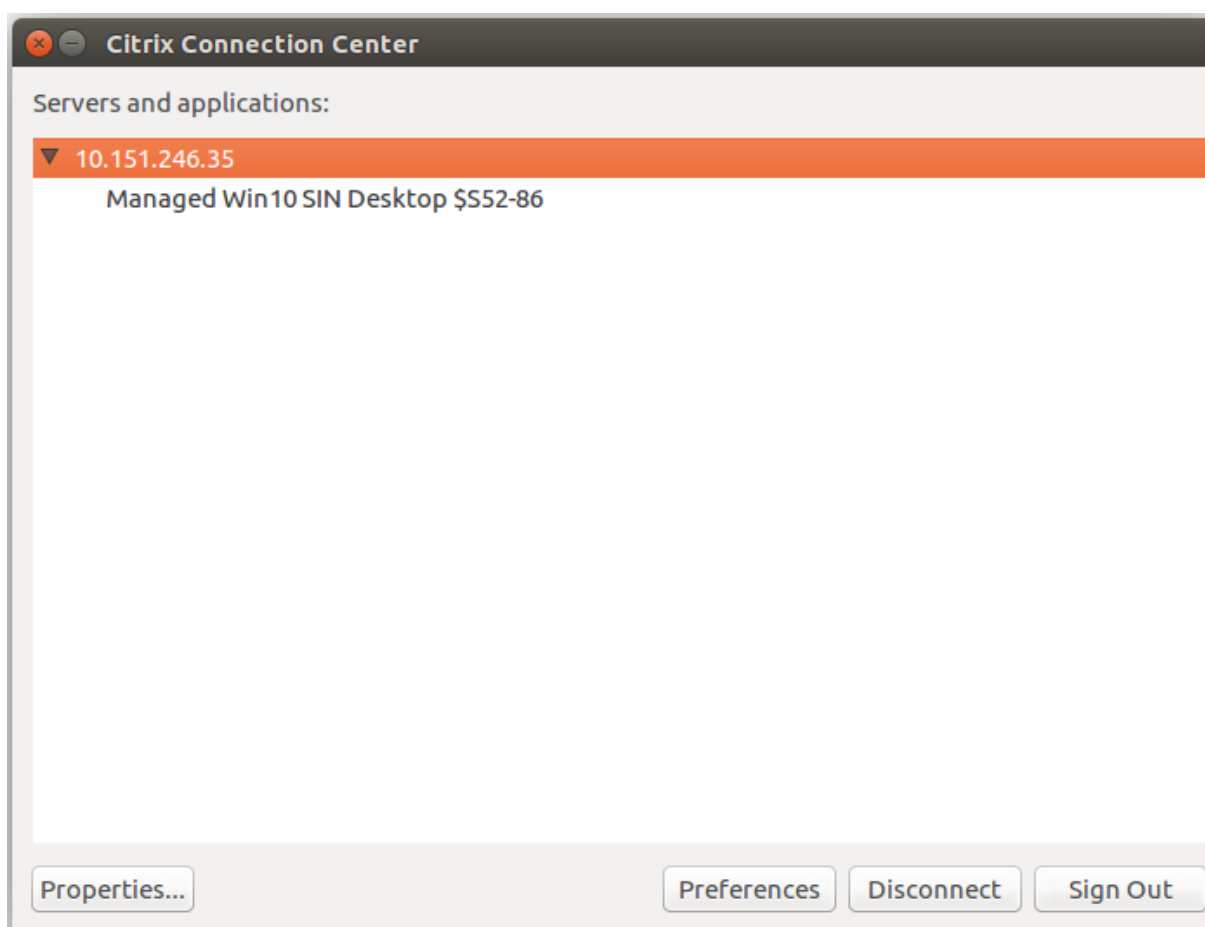 Citrix Connection Center
Servers and applications:
10.151.246.35
Managed Win10 SIN Desktop $S52-86
Properties... Preferences Disconnect Sign Out